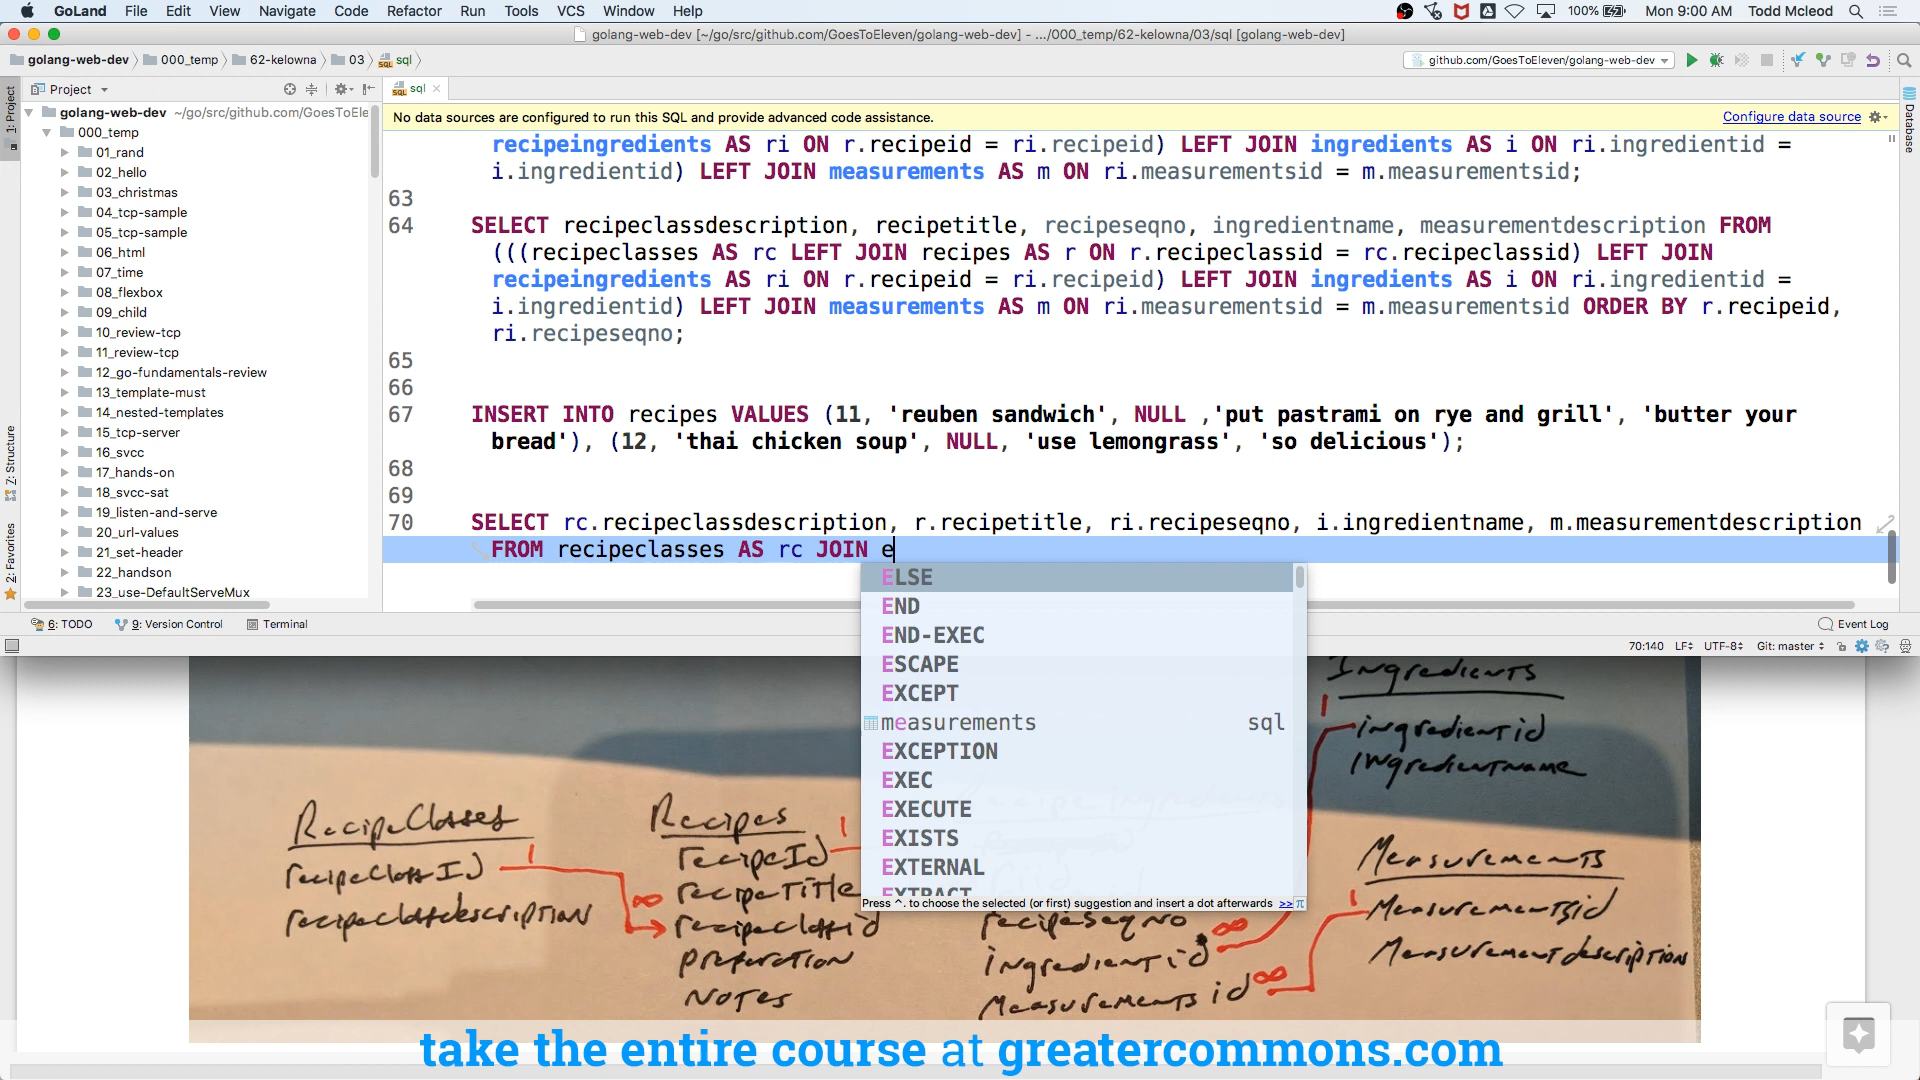 GoLand File Edit View Navigate Code Refactor Run Tools VCS Window Help 100% Mon 9:00 AM Todd Mcleod
golang-web-dev [~/go/src/github.com/GoesToEleven/golang-web-dev] - .../000_temp/62-kelowna/03/sql [golang-web-dev]
golang-web-dev 000_temp 62-kelowna 03 sql github.com/GoesToEleven/golang-web-dev
1: Project
Z: Structure
2: Favorites
Database
Project
golang-web-dev ~/go/src/github.com/GoesToEle
000_temp
01_rand
02_hello
03_christmas
04_tcp-sample
05_tcp-sample
06_html
07_time
08_flexbox
09_child
10_review-tcp
11_review-tcp
12_go-fundamentals-review
13_template-must
14_nested-templates
15_tcp-server
16_svcc
17_hands-on
18_svcc-sat
19_listen-and-serve
20_url-values
21_set-header
22_handson
23_use-DefaultServeMux
sql
No data sources are configured to run this SQL and provide advanced code assistance. Configure data source
recipeingredients AS ri ON r.recipeid = ri.recipeid) LEFT JOIN ingredients AS i ON ri.ingredientid =
i.ingredientid) LEFT JOIN measurements AS m ON ri.measurementsid = m.measurementsid;
63
64 SELECT recipeclassdescription, recipetitle, recipeseqno, ingredientname, measurementdescription FROM
(((recipeclasses AS rc LEFT JOIN recipes AS r ON r.recipeclassid = rc.recipeclassid) LEFT JOIN
recipeingredients AS ri ON r.recipeid = ri.recipeid) LEFT JOIN ingredients AS i ON ri.ingredientid =
i.ingredientid) LEFT JOIN measurements AS m ON ri.measurementsid = m.measurementsid ORDER BY r.recipeid,
ri.recipeseqno;
65
66
67 INSERT INTO recipes VALUES (11, 'reuben sandwich', NULL ,'put pastrami on rye and grill', 'butter your
bread'), (12, 'thai chicken soup', NULL, 'use lemongrass', 'so delicious');
68
69
70 SELECT rc.recipeclassdescription, r.recipetitle, ri.recipeseqno, i.ingredientname, m.measurementdescription
FROM recipeclasses AS rc JOIN e
ELSE
END
END-EXEC
ESCAPE
EXCEPT
measurements sql
EXCEPTION
EXEC
EXECUTE
EXISTS
EXTERNAL
EXTRACT
Press ^. to choose the selected (or first) suggestion and insert a dot afterwards >> π
6: TODO 9: Version Control Terminal Event Log
70:140 LF UTF-8 Git: master
RecipeClasses
recipeClassID
recipeclassdescription
Recipes
recipeId
recipeTitle
recipeclassid
preparation
Notes
recipeseqno
ingredientid
Measurementsid
Ingredients
ingredientid
INgredientname
Measurements
Measurementsid
Measurementdescription
1
∞
1
∞
∞
1
1
take the entire course at greatercommons.com